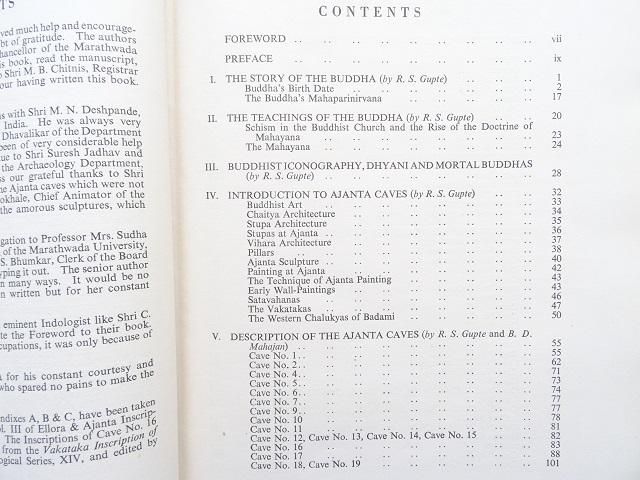 TS
ved much help and encourage-
bt of gratitude. The authors
hancellor of the Marathwada
is book, read the manuscript,
Shri M. B. Chitnis, Registrar
our having written this book.
s with Shri M. N. Deshpande,
India. He was always very
Dhavalikar of the Department
been of very considerable help
ue to Shri Suresh Jadhav and
the Archaeology Department,
ss our grateful thanks to Shri
e Ajanta caves which were not
okhale, Chief Animator of the
the amorous sculptures, which
gation to Professor Mrs. Sudha
of the Marathwada University,
S. Bhumkar, Clerk of the Board
yping it out. The senior author
n many ways. It would be no
n written but for her constant
eminent Indologist like Shri C.
te the Foreword to their book.
cupations, it was only because of
a for his constant courtesy and
who spared no pains to make the
ndixes A, B & C, have been taken
ol. III of Ellora & Ajanta Inscrip-
The Inscriptions of Cave No. 16
from the Vakataka Inscription of
ogical Series, XIV, and edited by
CONTENTS
FOREWORD .. .. .. .. .. .. .. vii
PREFACE .. .. .. .. .. .. .. ix
I. THE STORY OF THE BUDDHA (by R. S. Gupte) .. .. .. 1
Buddha's Birth Date .. .. .. .. .. 2
The Buddha's Mahaparinirvana .. .. .. .. 17
II. THE TEACHINGS OF THE BUDDHA (by R. S. Gupte) .. .. 20
Schism in the Buddhist Church and the Rise of the Doctrine of
Mahayana .. .. .. .. .. .. 23
The Mahayana .. .. .. .. .. .. 24
III. BUDDHIST ICONOGRAPHY, DHYANI AND MORTAL BUDDHAS
(by R. S. Gupte) .. .. .. .. .. .. 28
IV. INTRODUCTION TO AJANTA CAVES (by R. S. Gupte) .. .. 32
Buddhist Art .. .. .. .. .. .. 33
Chaitya Architecture .. .. .. .. .. 34
Stupa Architecture .. .. .. .. .. 35
Stupas at Ajanta .. .. .. .. .. .. 36
Vihara Architecture .. .. .. .. .. 37
Pillars .. .. .. .. .. .. 38
Ajanta Sculpture .. .. .. .. .. .. 40
Painting at Ajanta .. .. .. .. .. 42
The Technique of Ajanta Painting .. .. .. .. 43
Early Wall-Paintings .. .. .. .. .. 43
Satavahanas .. .. .. .. .. .. 46
The Vakatakas .. .. .. .. .. .. 47
The Western Chalukyas of Badami .. .. .. .. 50
V. DESCRIPTION OF THE AJANTA CAVES (by R. S. Gupte and B. D.
Mahajan) .. .. .. .. .. .. 55
Cave No. 1 .. .. .. .. .. .. 55
Cave No. 2 .. .. .. .. .. .. 62
Cave No. 4 .. .. .. .. .. .. 71
Cave No. 5 .. .. .. .. .. .. 73
Cave No. 6 .. .. .. .. .. .. 74
Cave No. 7 .. .. .. .. .. .. 77
Cave No. 9 .. .. .. .. .. .. 77
Cave No. 10 .. .. .. .. .. .. 78
Cave No. 11 .. .. .. .. .. .. 81
Cave No. 12, Cave No. 13, Cave No. 14, Cave No. 15 .. .. 82
Cave No. 16 .. .. .. .. .. .. 83
Cave No. 17 .. .. .. .. .. .. 88
Cave No. 18, Cave No. 19 .. .. .. .. .. 101